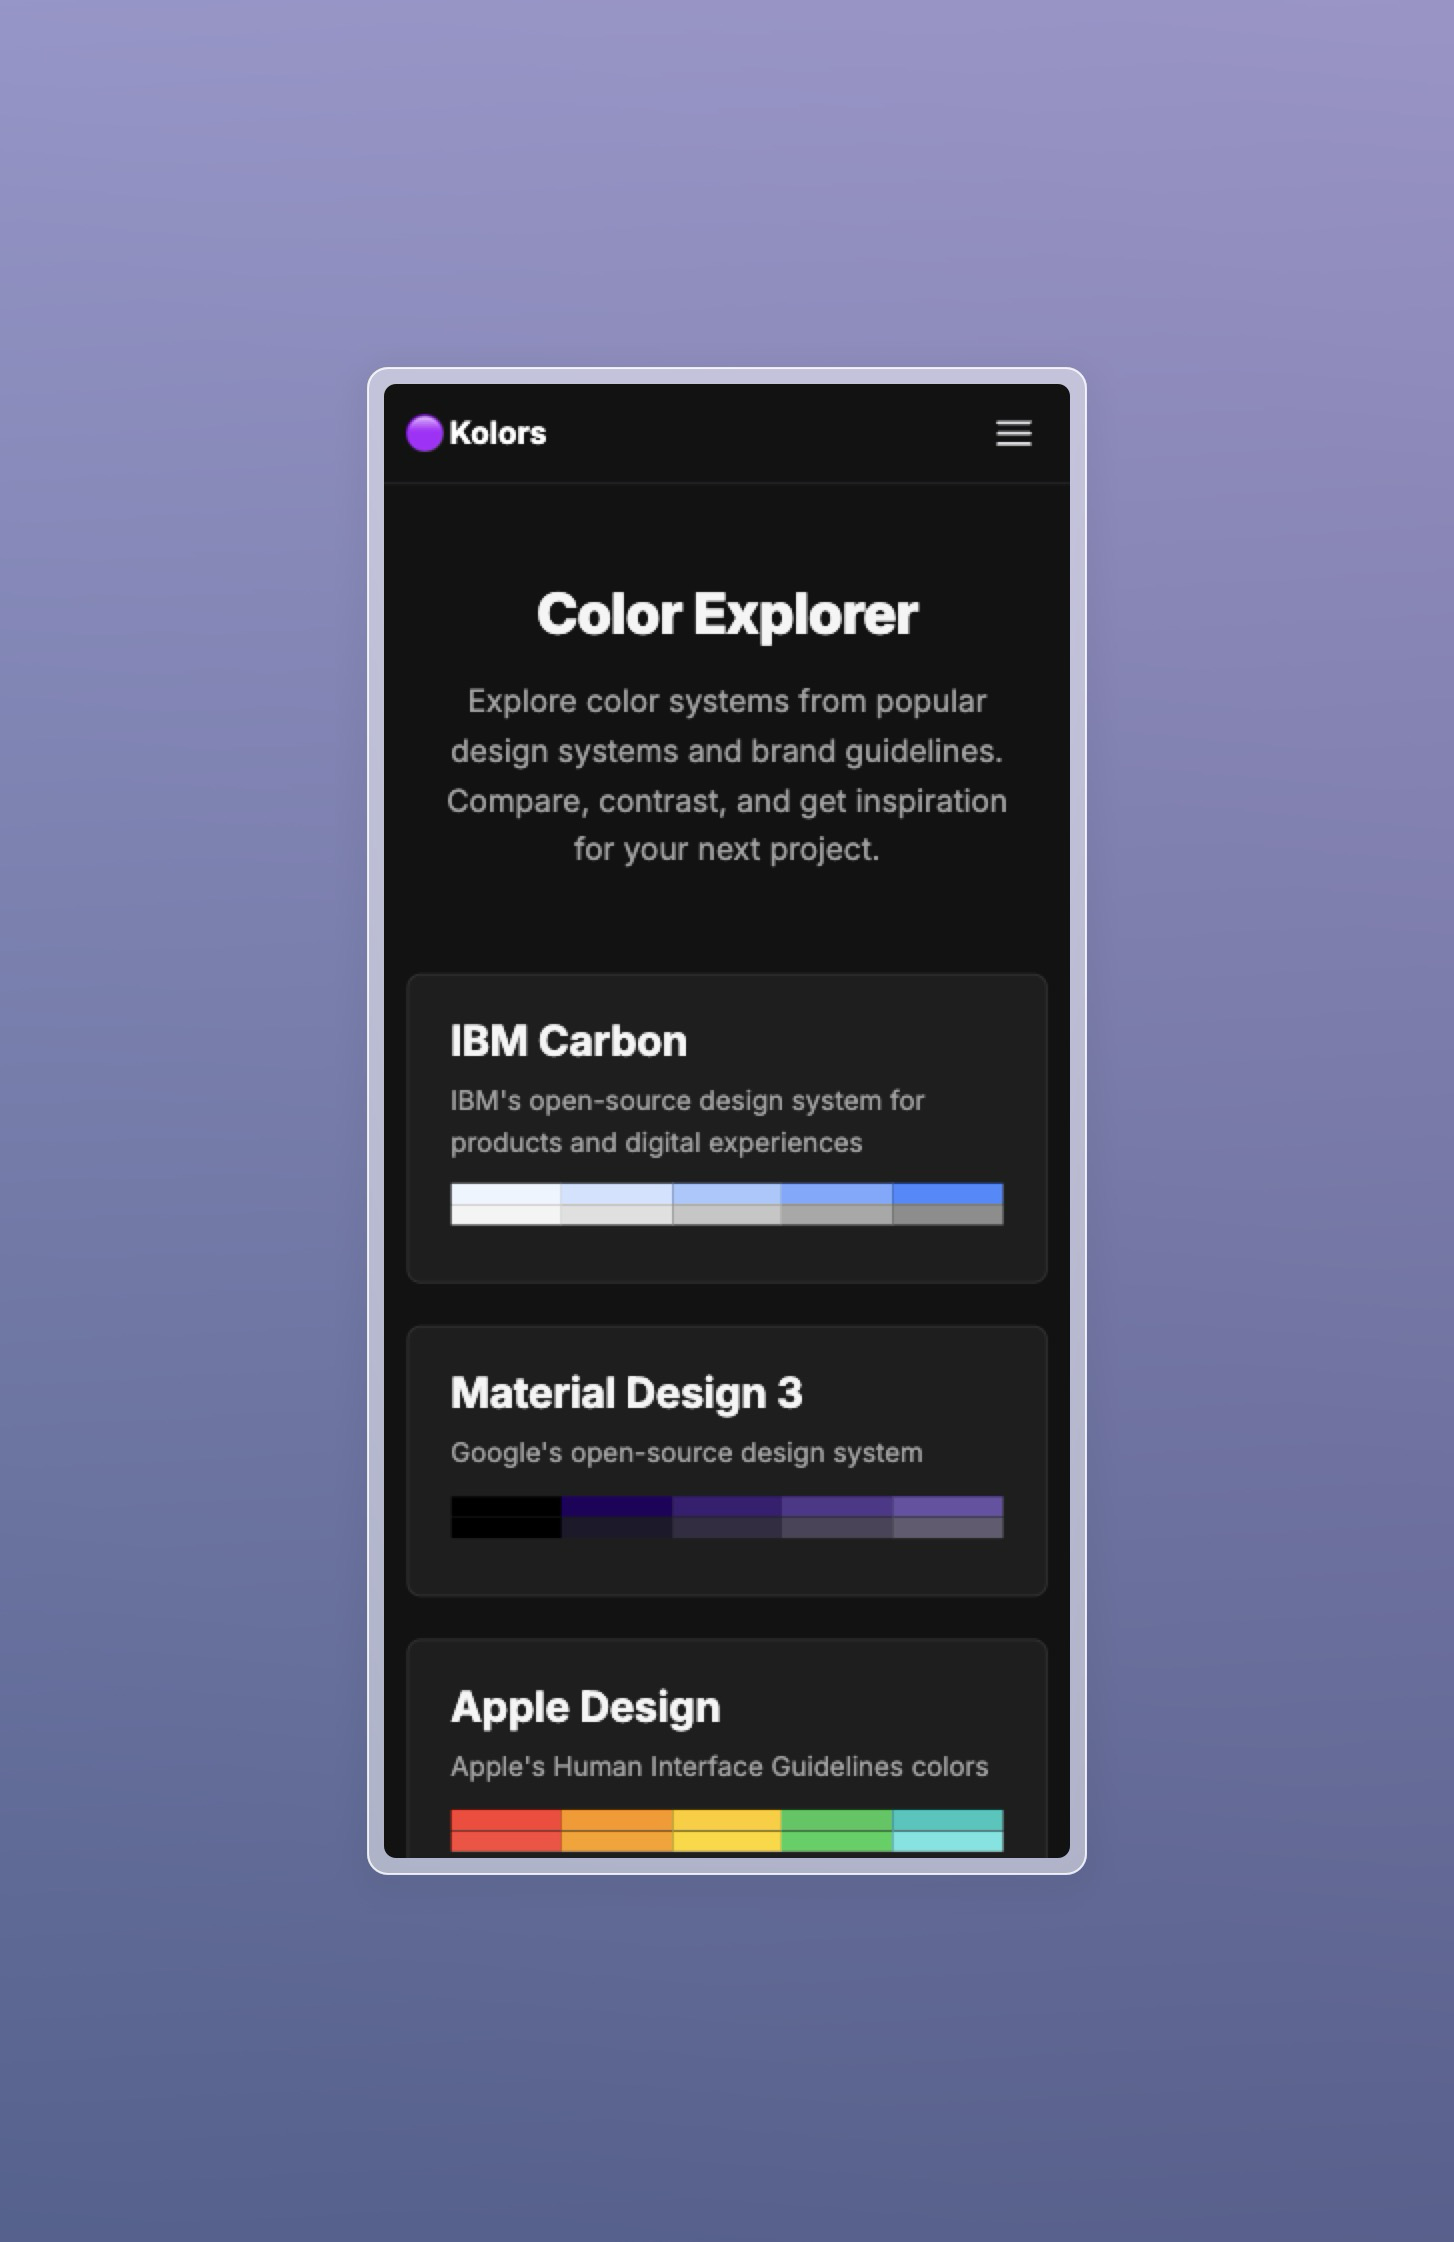 Kolors
Color Explorer
Explore color systems from popular
design systems and brand guidelines.
Compare, contrast, and get inspiration
for your next project.
IBM Carbon
IBM's open-source design system for
products and digital experiences
Material Design 3
Google's open-source design system
Apple Design
Apple's Human Interface Guidelines colors